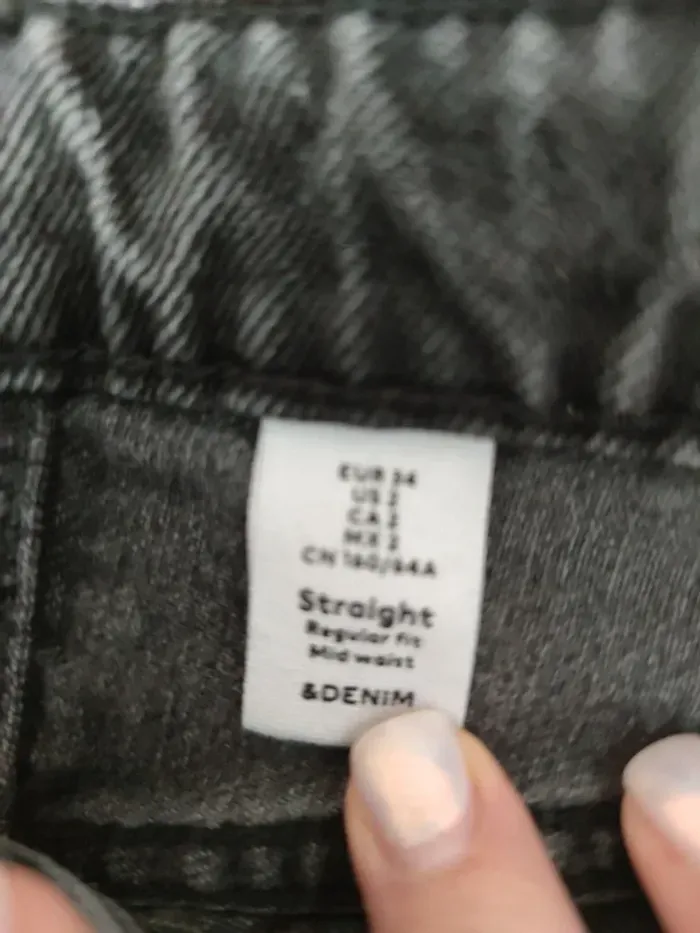 EUR 34
US 2
CA 2
MX 2
CN 160/64A
Straight
Regular fit
Mid waist
&DENIM